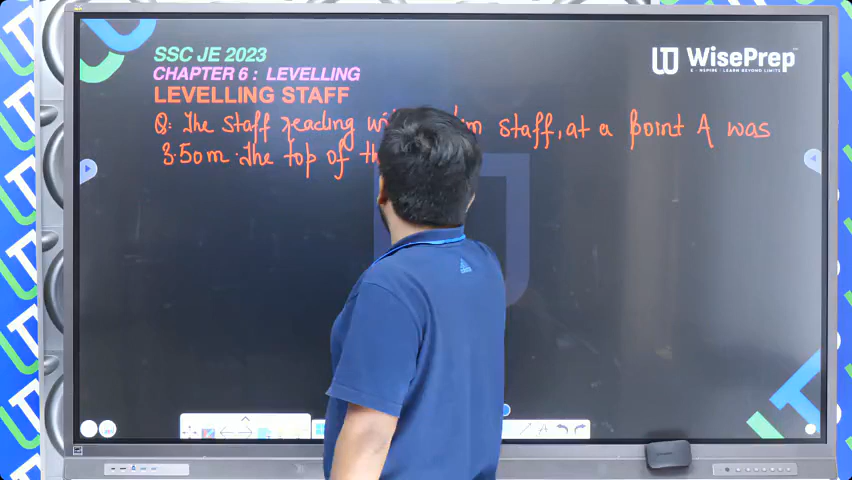 SSC JE 2023
CHAPTER 6 : LEVELLING
LEVELLING STAFF
WisePrep
Q: The staff reading staff, at a point A was
3.50m. The top of